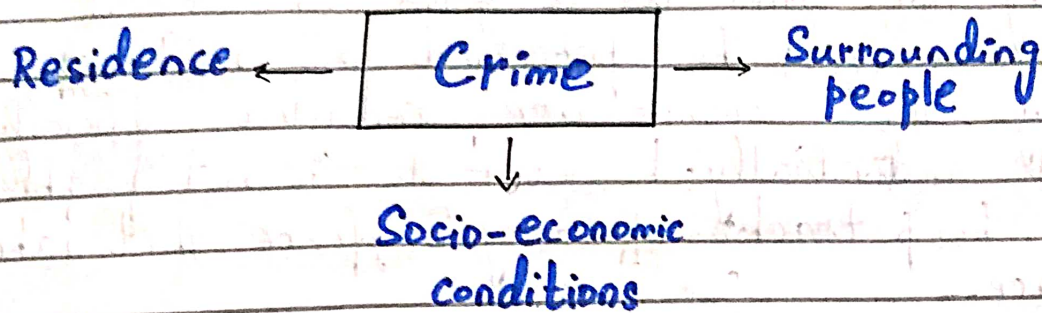 Residence ← Crime → Surrounding
people
↓
Socio-economic
conditions